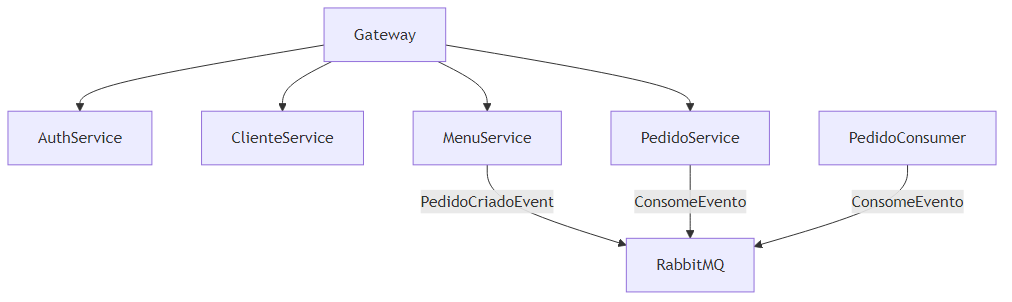 Gateway
AuthService
ClienteService
MenuService
PedidoService
PedidoConsumer
PedidoCriadoEvent
ConsomeEvento
ConsomeEvento
RabbitMQ